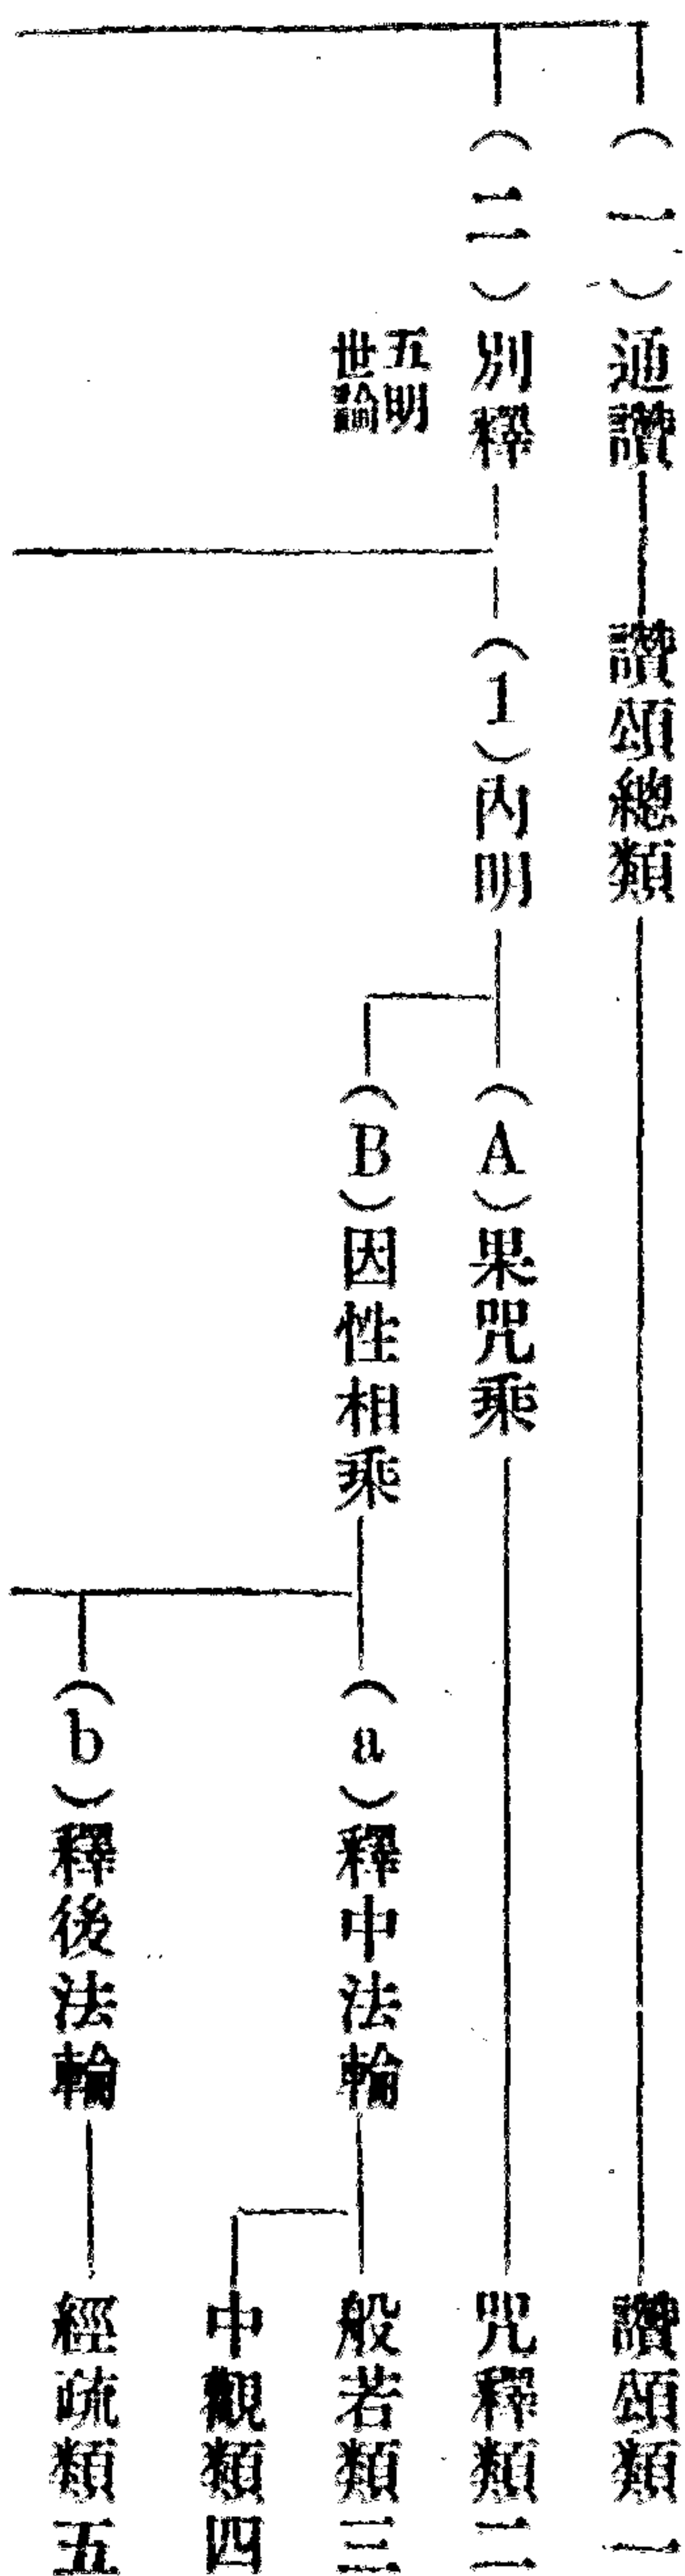 （一）通讚
讚頌總類
讚頌類一
（二）別釋
五明
世論
（1）內明
（A）果咒乘
咒釋類二
（B）因性相乘
（a）釋中法輪
般若類三
中觀類四
（b）釋後法輪
經疏類五